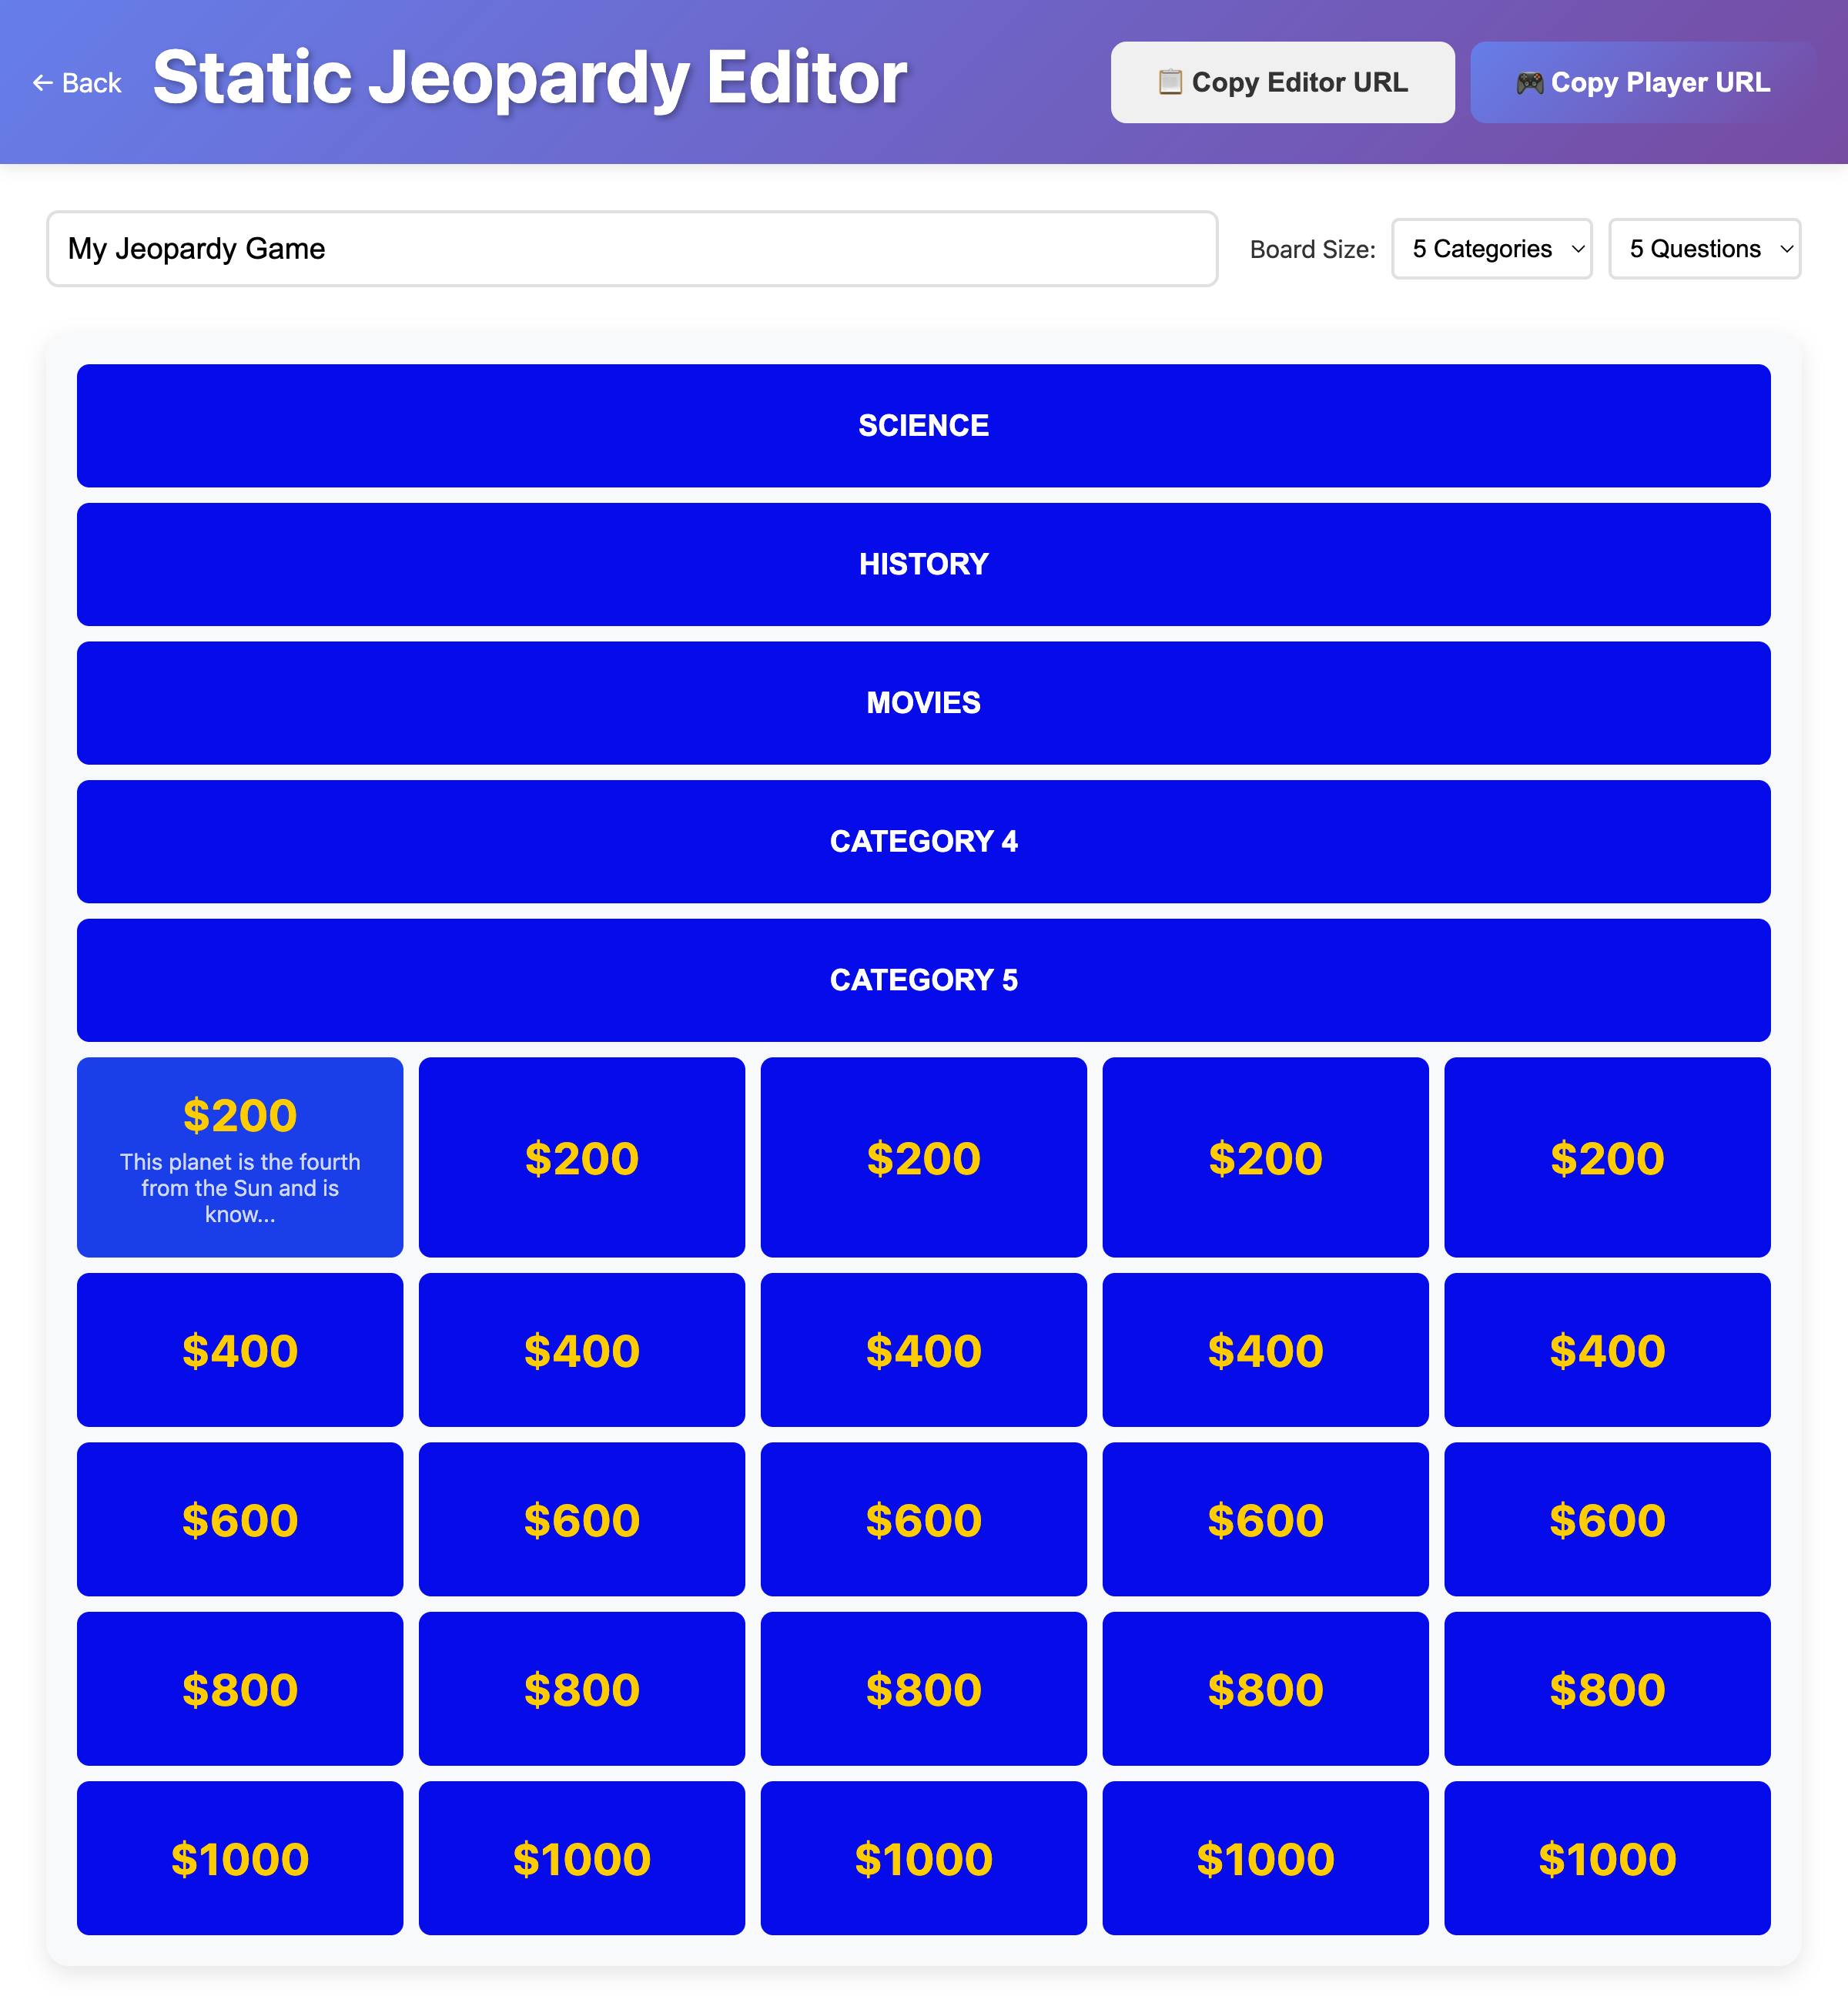 ← Back
Static Jeopardy Editor
📋 Copy Editor URL
🎮 Copy Player URL
My Jeopardy Game
Board Size:
5 Categories
5 Questions
SCIENCE
HISTORY
MOVIES
CATEGORY 4
CATEGORY 5
$200
This planet is the fourth
from the Sun and is
know...
$200
$200
$200
$200
$400
$400
$400
$400
$400
$600
$600
$600
$600
$600
$800
$800
$800
$800
$800
$1000
$1000
$1000
$1000
$1000